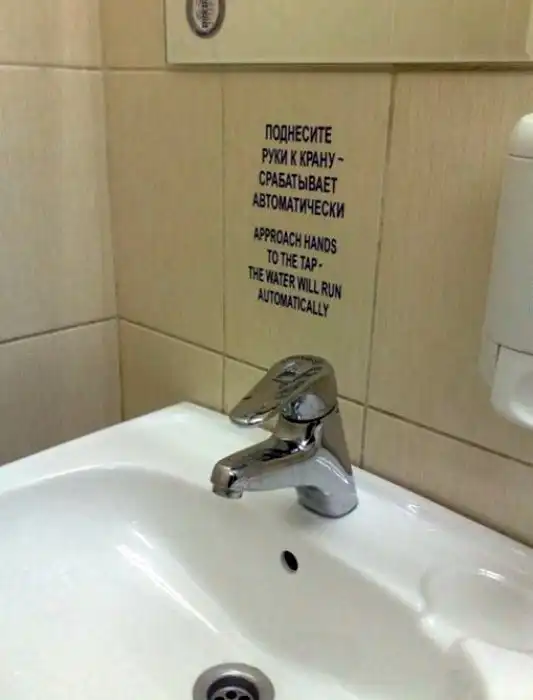 ПОДНЕСИТЕ
РУКИ К КРАНУ ~
СРАБАТЫВАЕТ
АВТОМАТИЧЕСКИ
APPROACH HANDS
TO THE TAP -
THE WATER WILL RUN
AUTOMATICALLY